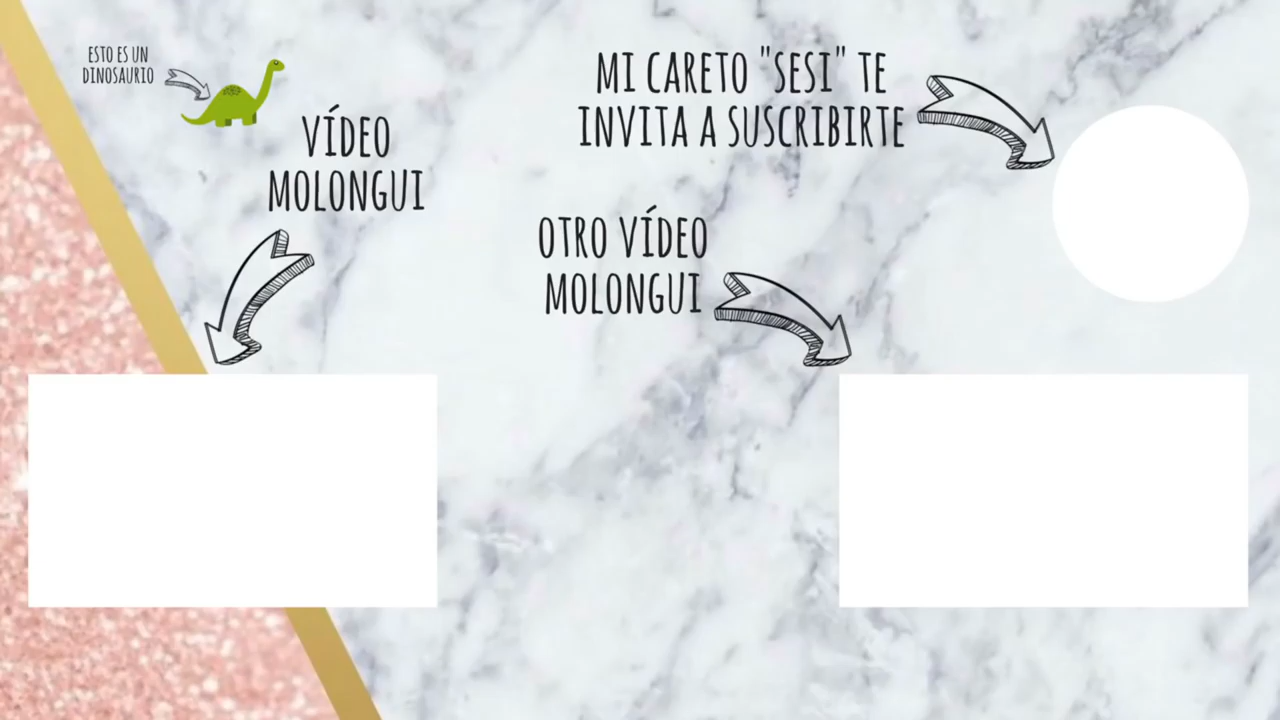 ESTO ES UN
DINOSAURIO
VÍDEO
MOLONGUI
MI CARETO "SESI" TE
INVITA A SUSCRIBIRTE
OTRO VÍDEO
MOLONGUI